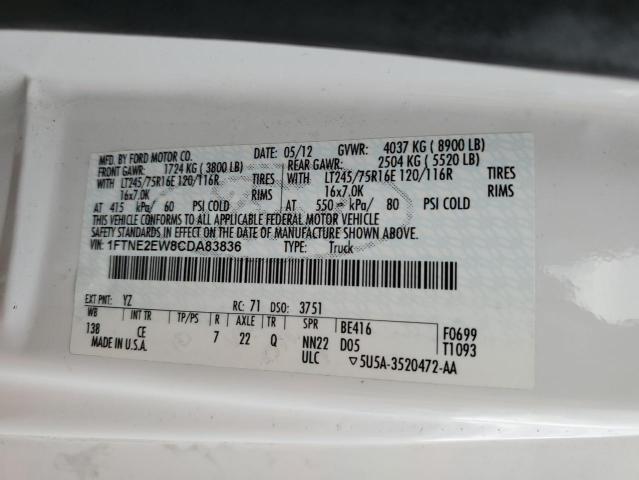 MFD. BY FORD MOTOR CO. DATE: 05/12 GVWR: 4037 KG ( 8900 LB)
FRONT GAWR: 1724 KG ( 3800 LB) REAR GAWR: 2504 KG ( 5520 LB)
WITH LT245/75R16E 120/116R TIRES WITH LT245/75R16E 120/116R TIRES
16x7.0K RIMS 16x7.0K RIMS
AT 415 kPa/ 60 PSI COLD AT 550 kPa/ 80 PSI COLD
THIS VEHICLE CONFORMS TO ALL APPLICABLE FEDERAL MOTOR VEHICLE
SAFETY STANDARDS IN EFFECT ON THE DATE OF MANUFACTURE SHOWN ABOVE.
VIN: 1FTNE2EW8CDA83836 TYPE: Truck
EXT PNT: YZ RC: 71 DSO: 3751
WB INT TR TP/PS R AXLE TR SPR BE416 F0699
138 CE 7 22 Q NN22 D05 T1093
MADE IN U.S.A. ULC ▽5U5A-3520472-AA